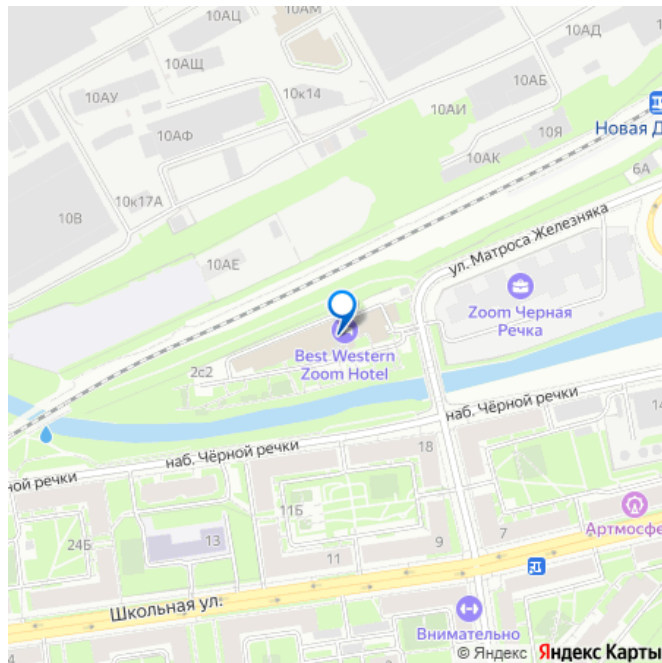 10АЦ
10АМ
10АД
10АЩ
10АУ
10к14
10АБ
10АИ
10АФ
10Я
Новая Д
10АК
6А
10к17А
10В
ул. Матроса Железняка
10АЕ
Zoom Черная
Речка
Best Western
Zoom Hotel
2с2
наб. Чёрной речки
14
наб. Чёрной речки
18
ной речки
11Б
Артмосфе
24Б
13
11
9
7
Школьная ул.
4
Внимательно
© Яндекс Яндекс Карты